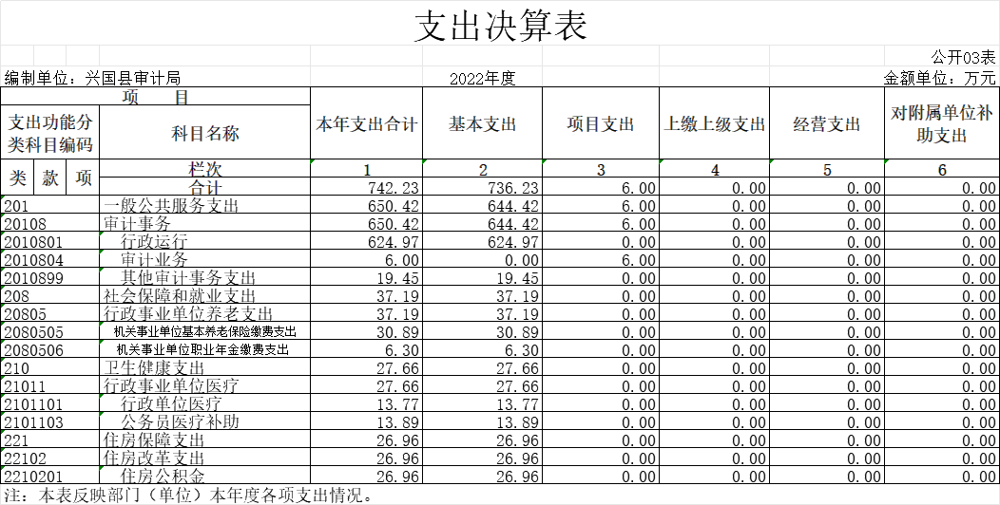 支出决算表
公开03表
编制单位：兴国县审计局 2022年度 金额单位：万元
项 目 本年支出合计 基本支出 项目支出 上缴上级支出 经营支出 对附属单位补助支出
支出功能分类科目编码 科目名称
类 款 项 栏次 1 2 3 4 5 6
合计 742.23 736.23 6.00 0.00 0.00 0.00
201 一般公共服务支出 650.42 644.42 6.00 0.00 0.00 0.00
20108 审计事务 650.42 644.42 6.00 0.00 0.00 0.00
2010801 行政运行 624.97 624.97 0.00 0.00 0.00 0.00
2010804 审计业务 6.00 0.00 6.00 0.00 0.00 0.00
2010899 其他审计事务支出 19.45 19.45 0.00 0.00 0.00 0.00
208 社会保障和就业支出 37.19 37.19 0.00 0.00 0.00 0.00
20805 行政事业单位养老支出 37.19 37.19 0.00 0.00 0.00 0.00
2080505 机关事业单位基本养老保险缴费支出 30.89 30.89 0.00 0.00 0.00 0.00
2080506 机关事业单位职业年金缴费支出 6.30 6.30 0.00 0.00 0.00 0.00
210 卫生健康支出 27.66 27.66 0.00 0.00 0.00 0.00
21011 行政事业单位医疗 27.66 27.66 0.00 0.00 0.00 0.00
2101101 行政单位医疗 13.77 13.77 0.00 0.00 0.00 0.00
2101103 公务员医疗补助 13.89 13.89 0.00 0.00 0.00 0.00
221 住房保障支出 26.96 26.96 0.00 0.00 0.00 0.00
22102 住房改革支出 26.96 26.96 0.00 0.00 0.00 0.00
2210201 住房公积金 26.96 26.96 0.00 0.00 0.00 0.00
注：本表反映部门（单位）本年度各项支出情况。